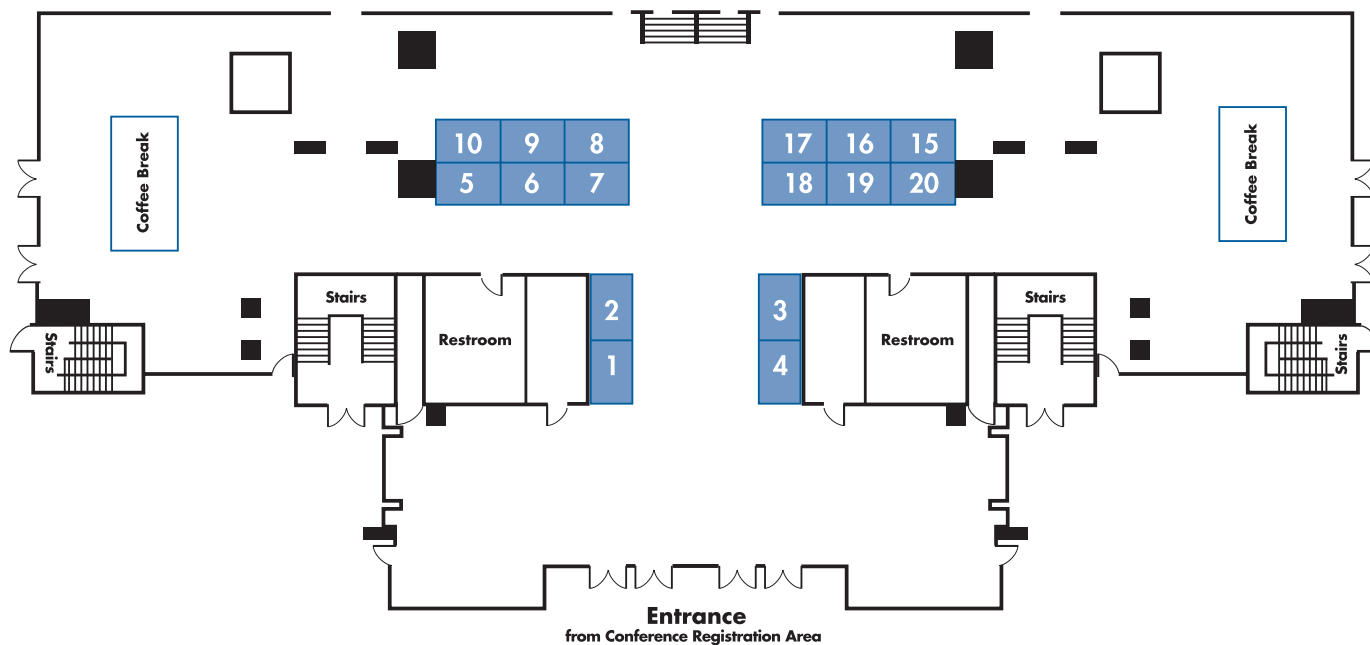 10 9 8
17 16 15
5 6 7
18 19 20
Coffee Break
Coffee Break
Stairs
2
3
Stairs
Stairs
Restroom
1
4
Restroom
Stairs
Entrance
from Conference Registration Area